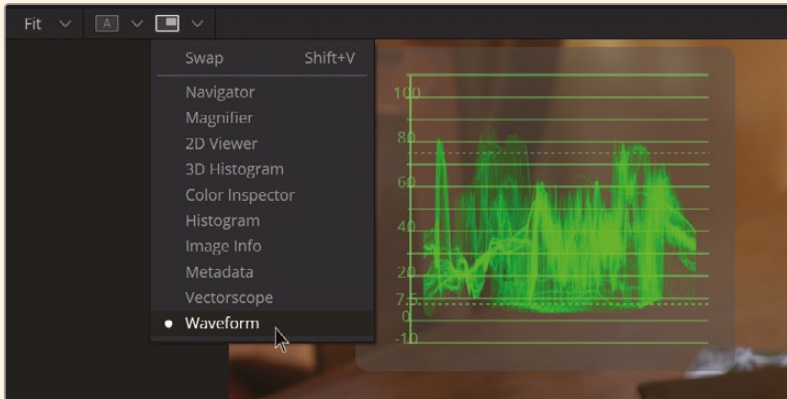 Fit A
Swap Shift+V
Navigator
Magnifier
2D Viewer
3D Histogram
Color Inspector
Histogram
Image Info
Metadata
Vectorscope
Waveform
100
80
60
40
20
7.5
0
-10